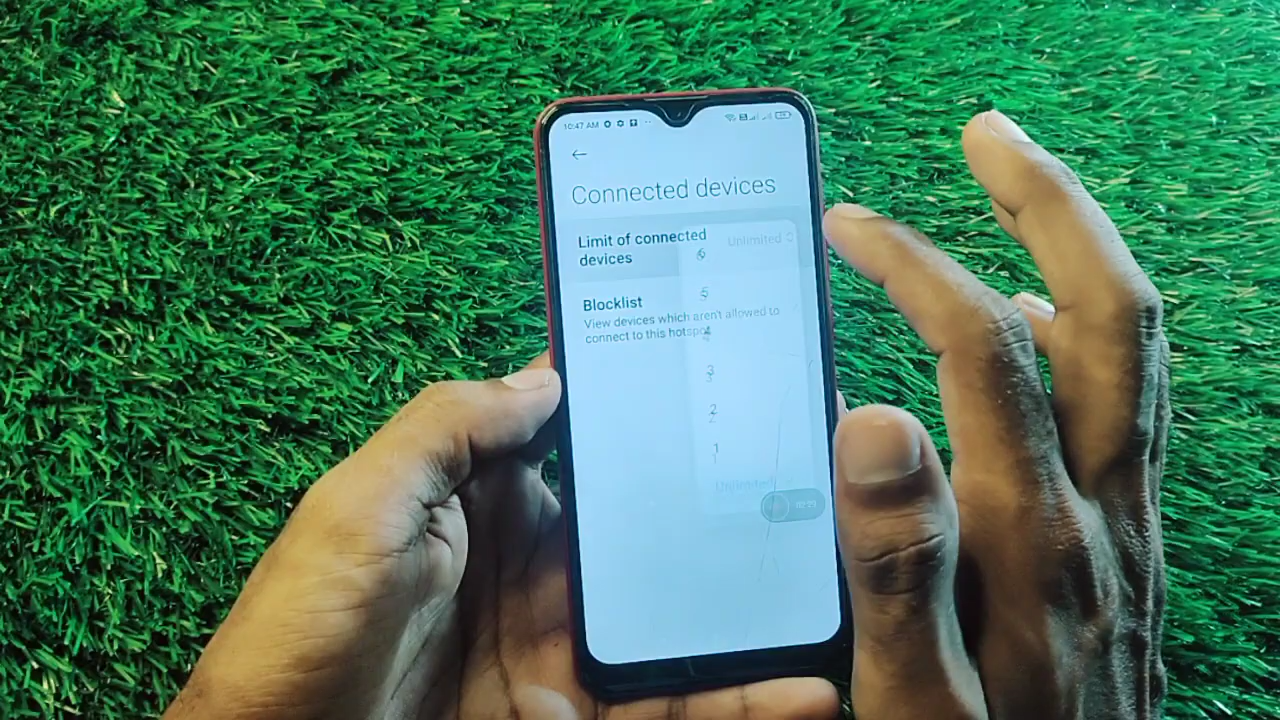 10:47 AM
Connected devices
Limit of connected
devices
Unlimited
6
5
4
3
2
1
Unlimited
Blocklist
View devices which aren't allowed to
connect to this hotspot